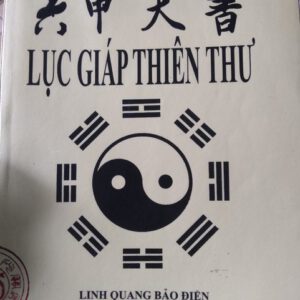 六甲天書
LỤC GIÁP THIÊN THƯ
LINH QUANG BẢO ĐIỆN